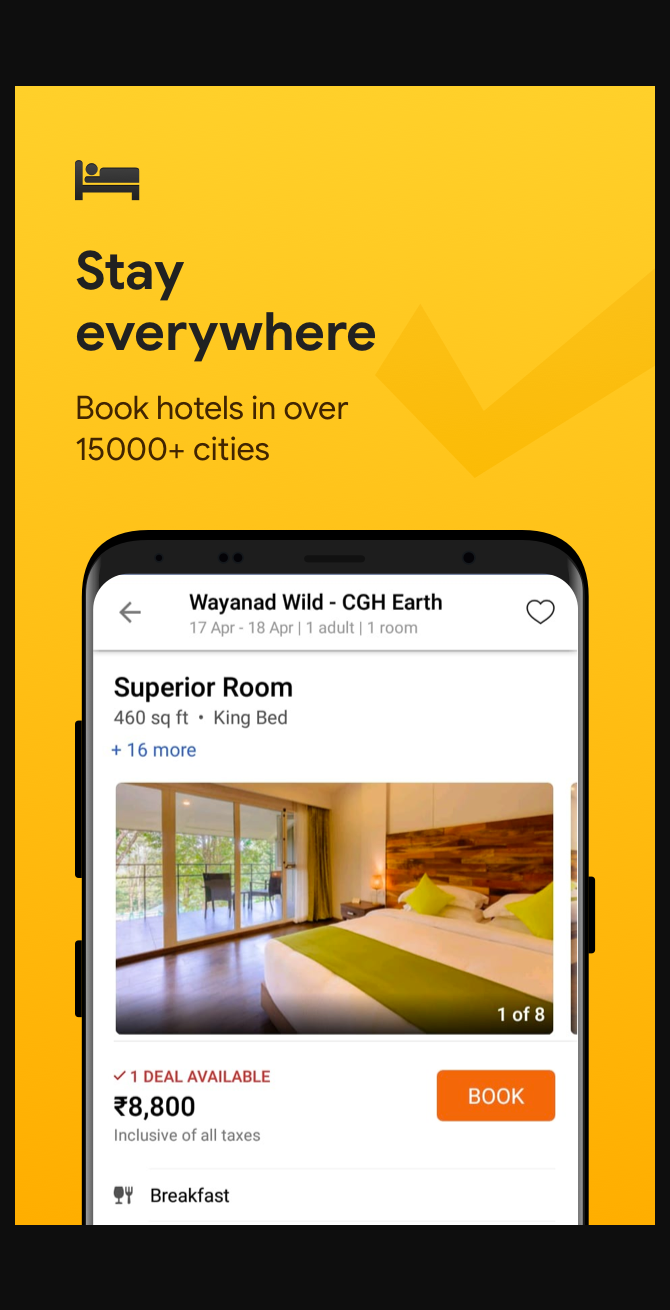 Stay
everywhere
Book hotels in over
15000+ cities
Wayanad Wild - CGH Earth
17 Apr - 18 Apr | 1 adult | 1 room
Superior Room
460 sq ft • King Bed
+ 16 more
1 of 8
1 DEAL AVAILABLE
₹8,800
Inclusive of all taxes
BOOK
Breakfast